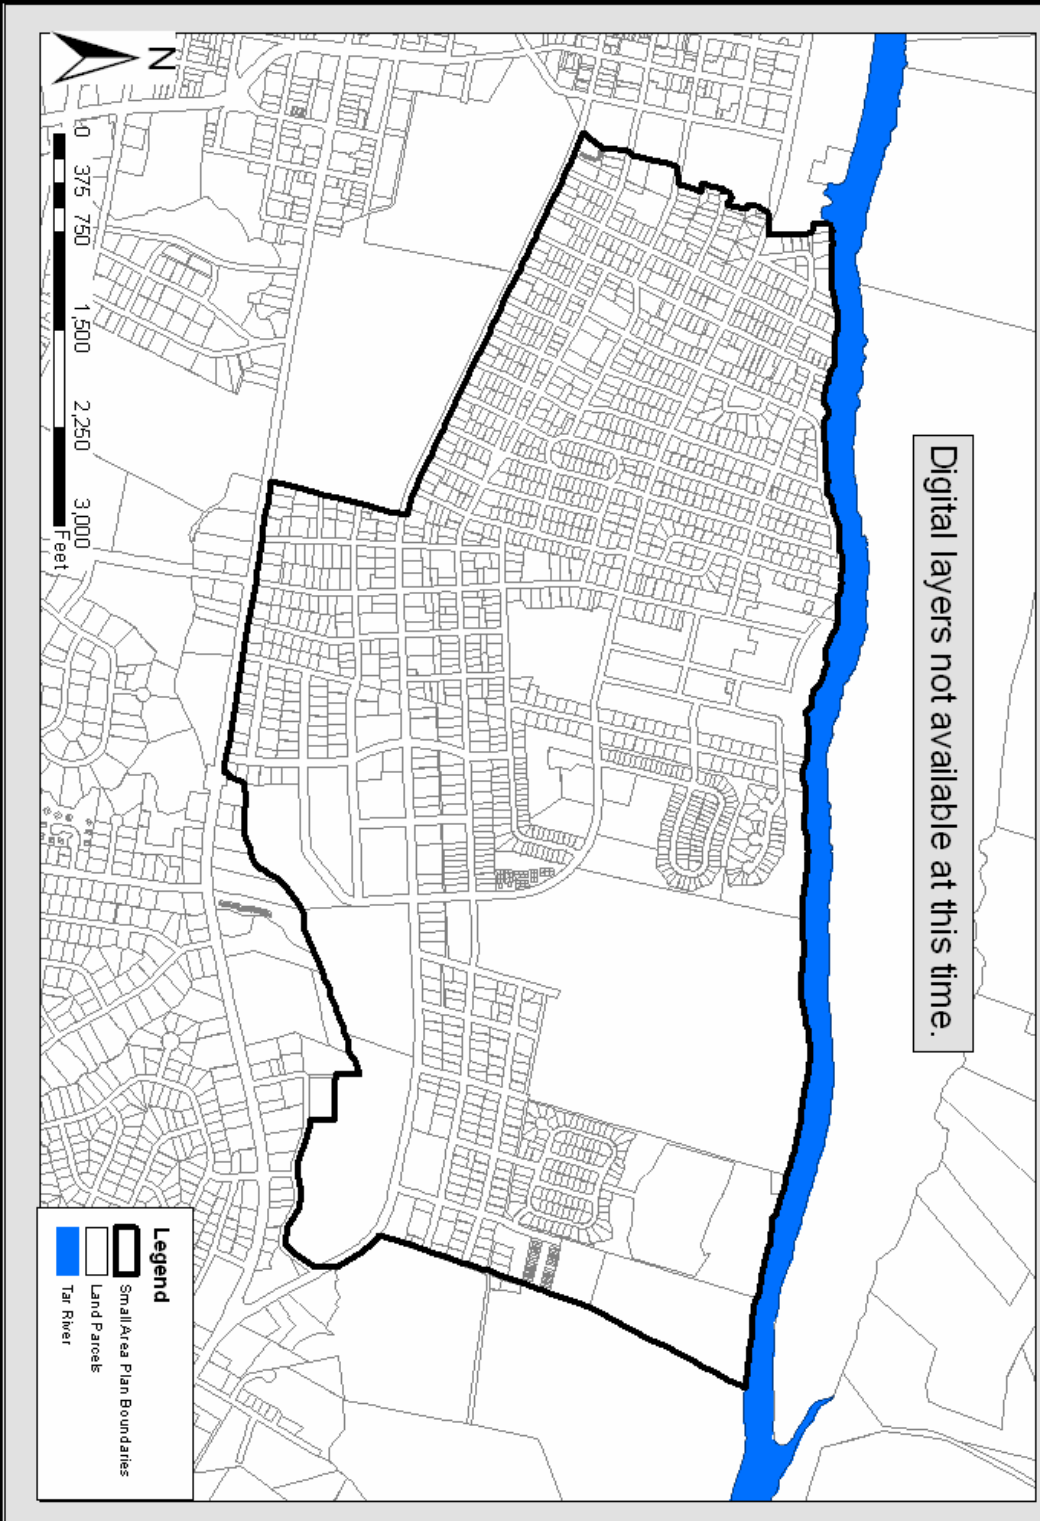 Digital layers not available at this time.
N
0 375 750 1,500 2,250 3,000
Feet
Legend
Small Area Plan Boundaries
Land Parcels
Tar River